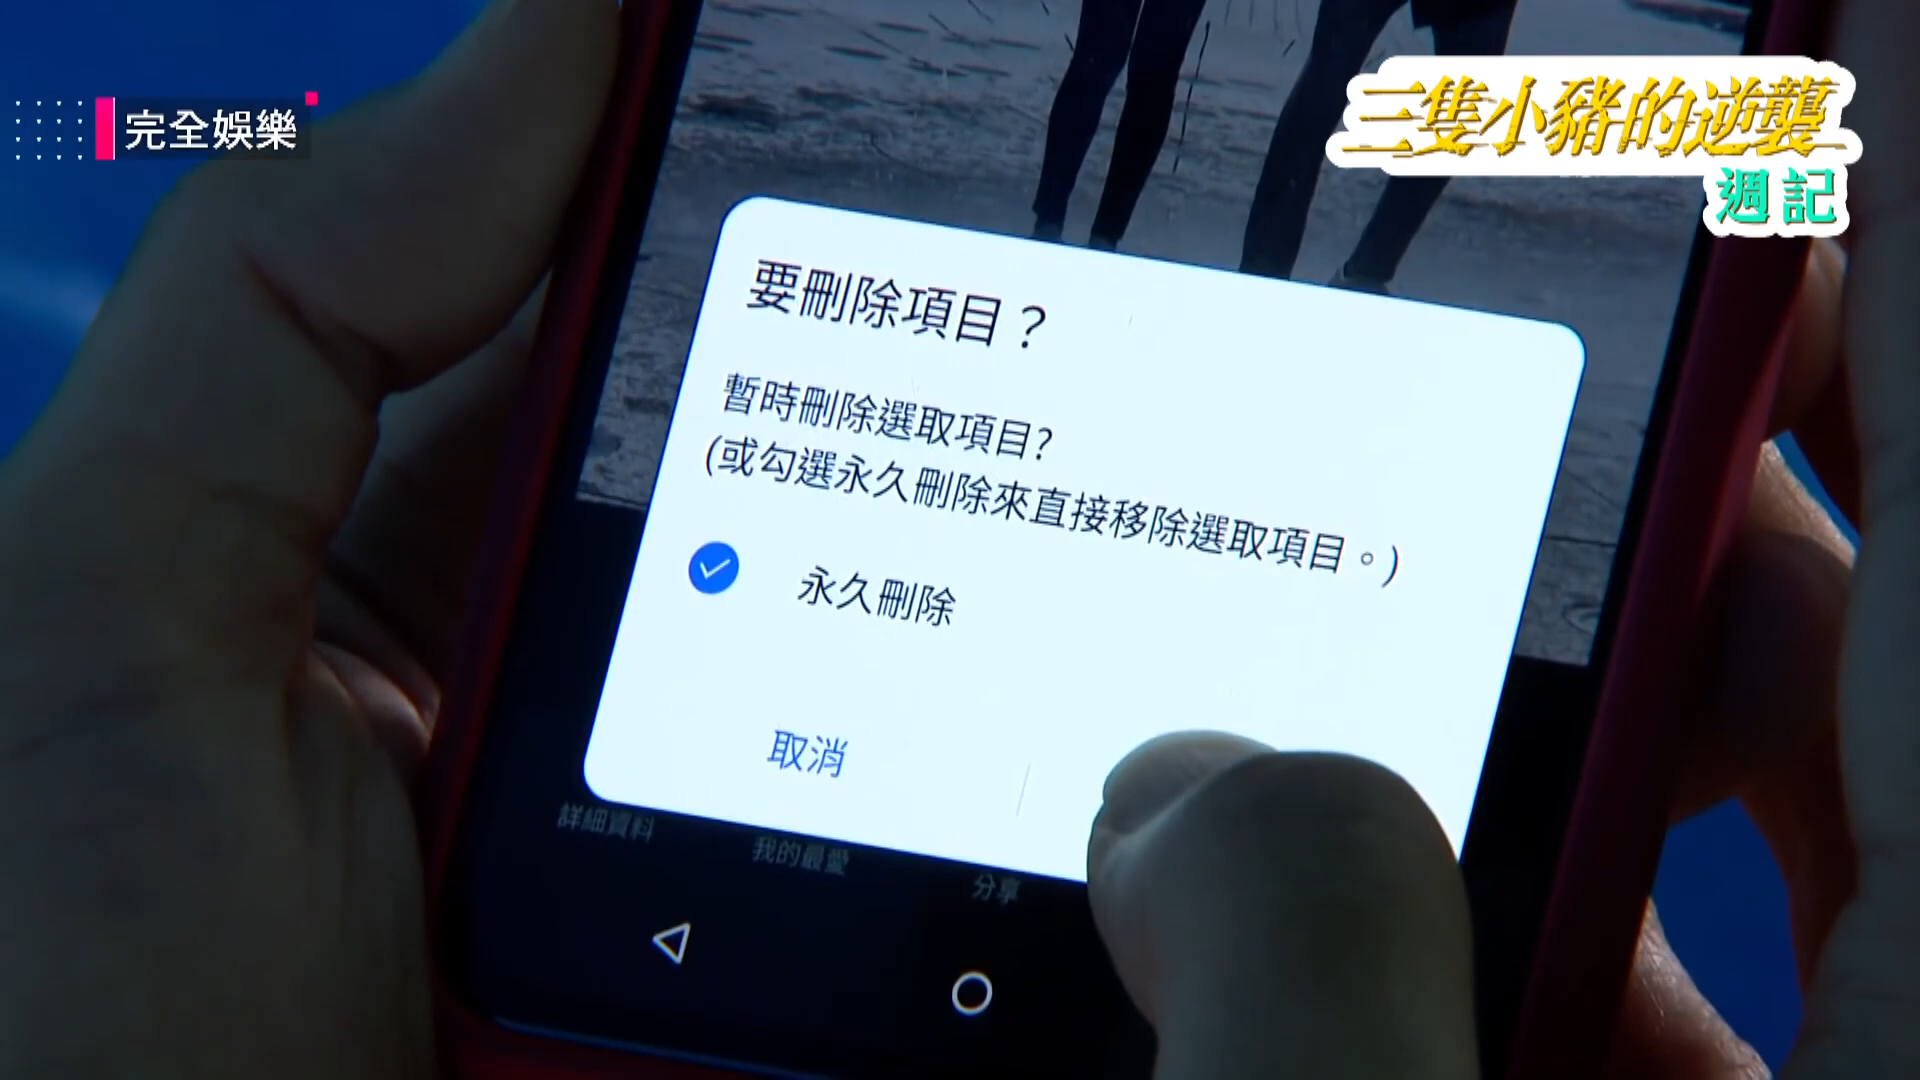 完全娛樂
三隻小豬的逆襲
週記
要刪除項目？
暫時刪除選取項目?
(或勾選永久刪除來直接移除選取項目。)
永久刪除
取消
詳細資料
我的最愛
分享